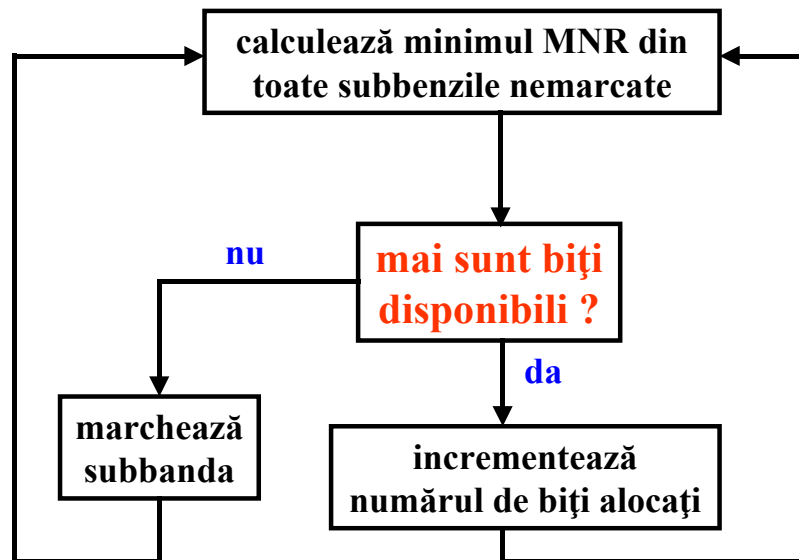 calculează minimul MNR din
toate subbenzile nemarcate
nu
mai sunt biţi
disponibili ?
da
marchează
subbanda
incrementează
numărul de biţi alocaţi